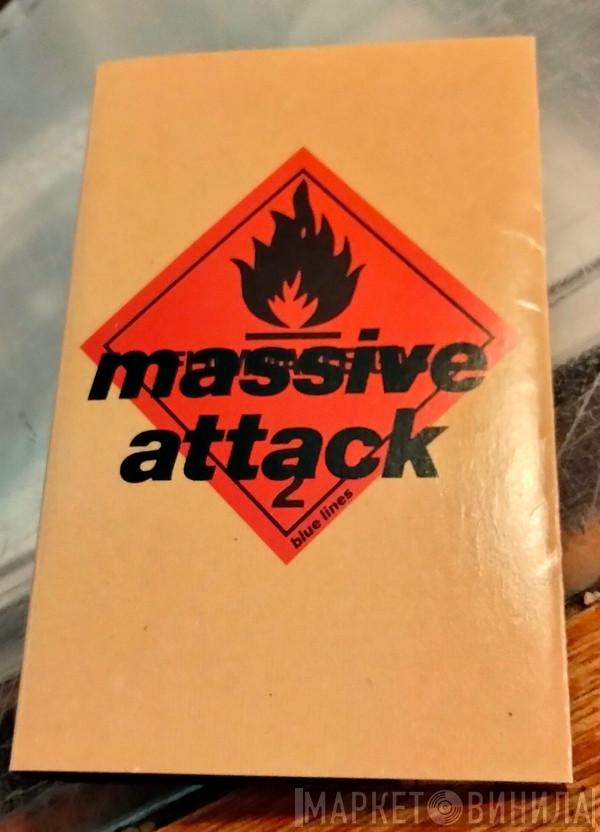 massive
attack
2
blue lines
МАРКЕТ ВИНИЛА